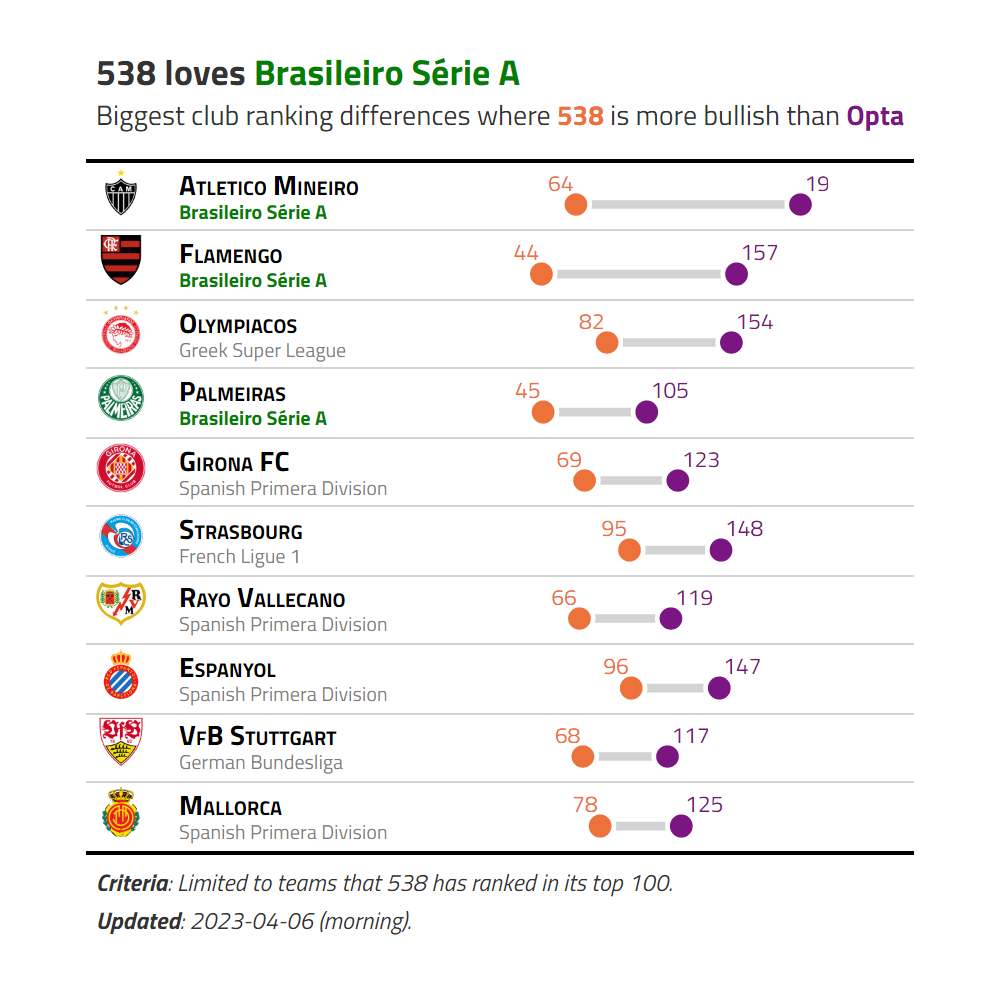 538 loves Brasileiro Série A
Biggest club ranking differences where 538 is more bullish than Opta
CAM
ATLETICO MINEIRO
Brasileiro Série A
64
19
FLAMENGO
Brasileiro Série A
44
157
OLYMPIACOS
Greek Super League
82
154
PALMEIRAS
PALMEIRAS
Brasileiro Série A
45
105
GIRONA
GIRONA FC
Spanish Primera Division
69
123
STRASBOURG
French Ligue 1
95
148
RAYO VALLECANO
Spanish Primera Division
66
119
ESPANYOL
Spanish Primera Division
96
147
VFB STUTTGART
German Bundesliga
68
117
MALLORCA
Spanish Primera Division
78
125
Criteria: Limited to teams that 538 has ranked in its top 100.
Updated: 2023-04-06 (morning).